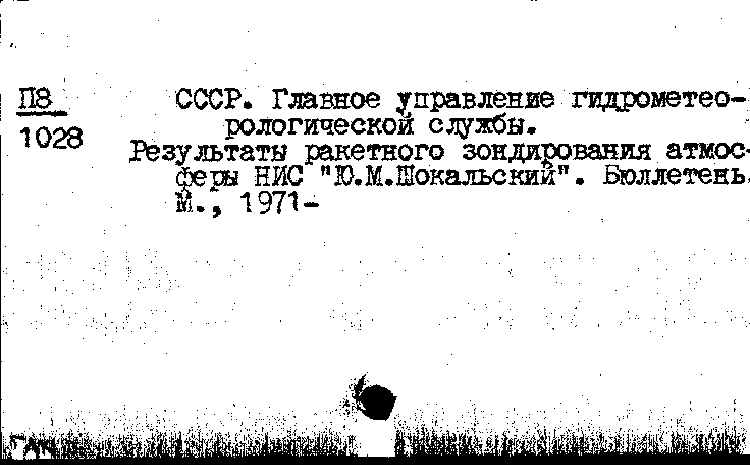 П8
1028
СССР. Главное управление гидрометео-
рологической службы.
Результаты ракетного зондирования атмос-
феры НИС "Ю.М.Шокальский". Бюллетень.
М., 1971-